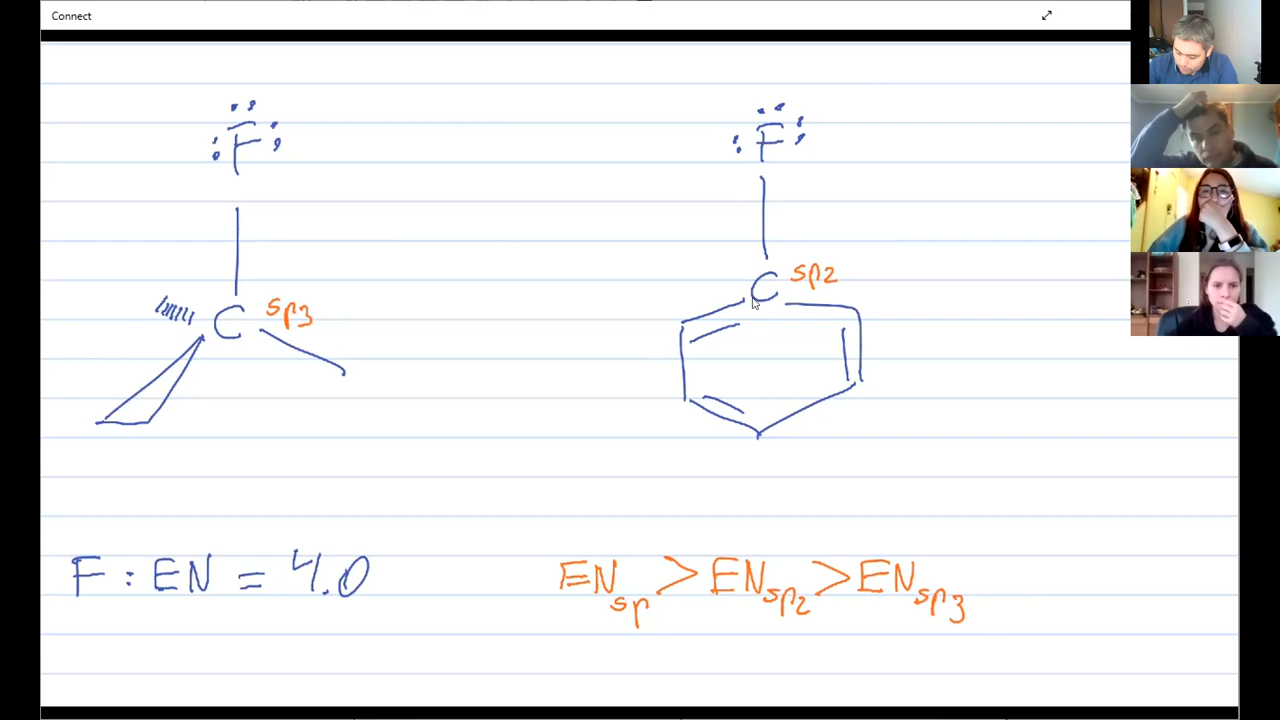 Connect
F
F
C sp2
C sp3
F : EN = 4.0
EN sp > EN sp2 > EN sp3